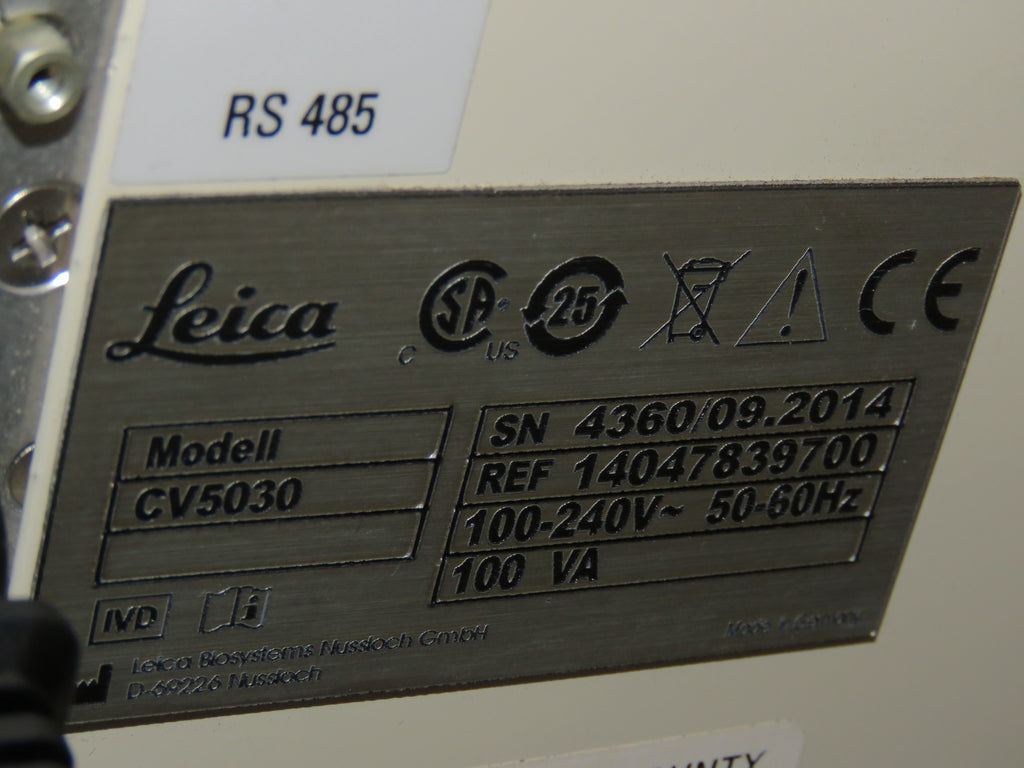 RS 485
Leica
C SA US 25 CE
Modell
CV5030
SN 4360/09.2014
REF 14047839700
100-240V~ 50-60Hz
100 VA
IVD i
Leica Biosystems Nussloch GmbH
D-69226 Nussloch
Made in Germany